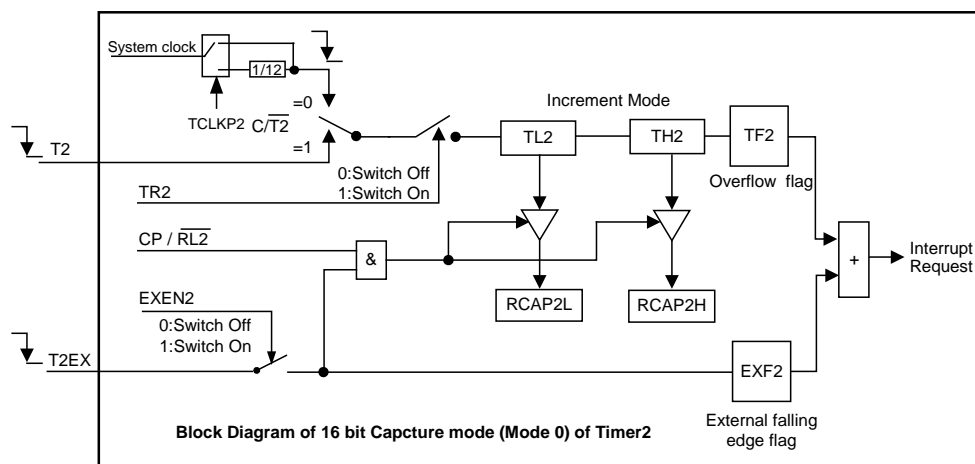 System clock
1/12
TCLKP2
=0
C/T2
=1
T2
TR2
0:Switch Off
1:Switch On
Increment Mode
TL2
TH2
TF2
Overflow flag
CP / RL2
&
RCAP2L
RCAP2H
+
Interrupt
Request
EXEN2
0:Switch Off
1:Switch On
T2EX
EXF2
External falling
edge flag
Block Diagram of 16 bit Capcture mode (Mode 0) of Timer2